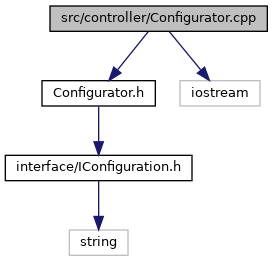 src/controller/Configurator.cpp
Configurator.h
iostream
interface/IConfiguration.h
string